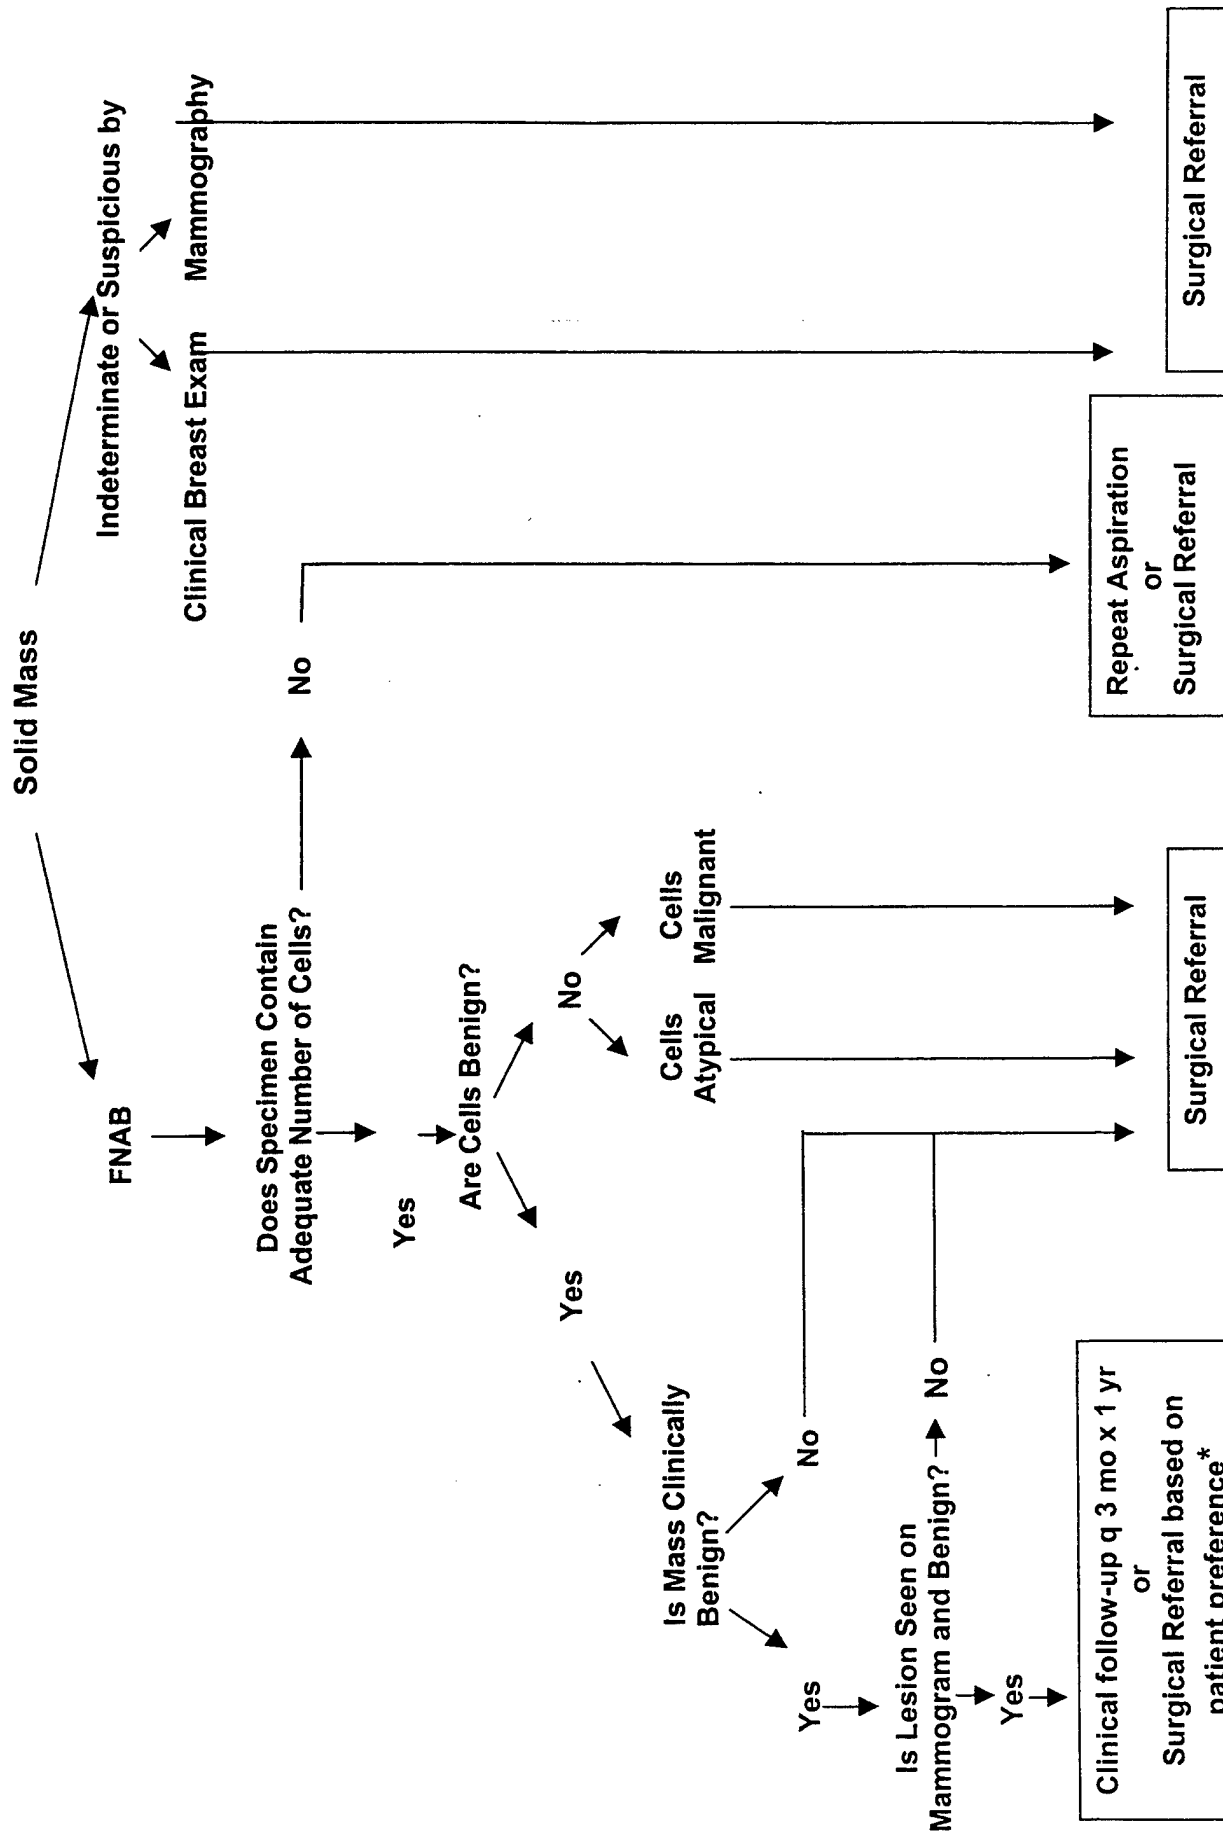 Solid Mass
FNAB
Indeterminate or Suspicious by
Clinical Breast Exam
Mammography
Does Specimen Contain
Adequate Number of Cells?
No
Yes
Are Cells Benign?
Yes
No
Cells
Atypical
Cells
Malignant
Is Mass Clinically
Benign?
Yes
No
Is Lesion Seen on
Mammogram and Benign?
No
Yes
Clinical follow-up q 3 mo x 1 yr
or
Surgical Referral based on
patient preference*
Surgical Referral
Repeat Aspiration
or
Surgical Referral
Surgical Referral